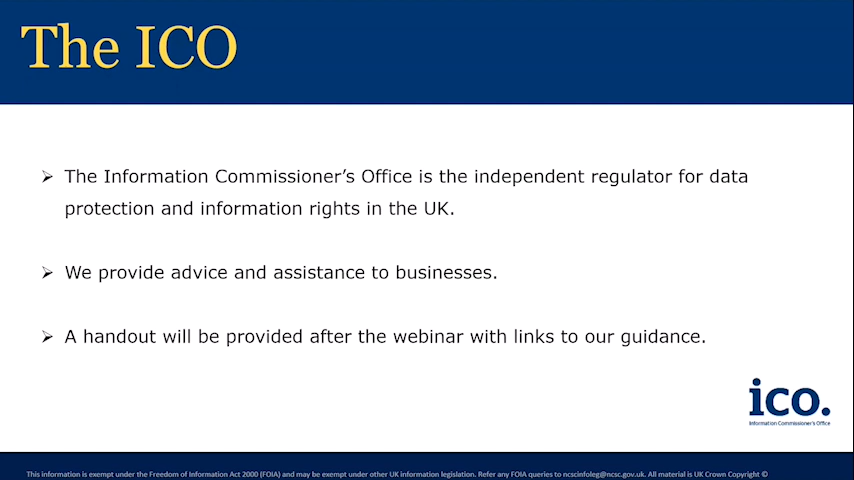 The ICO
➢ The Information Commissioner’s Office is the independent regulator for data
protection and information rights in the UK.
➢ We provide advice and assistance to businesses.
➢ A handout will be provided after the webinar with links to our guidance.
ico.
Information Commissioner's Office
This information is exempt under the Freedom of Information Act 2000 (FOIA) and may be exempt under other UK information legislation. Refer any FOIA queries to ncscinfoleg@ncsc.gov.uk. All material is UK Crown Copyright ©